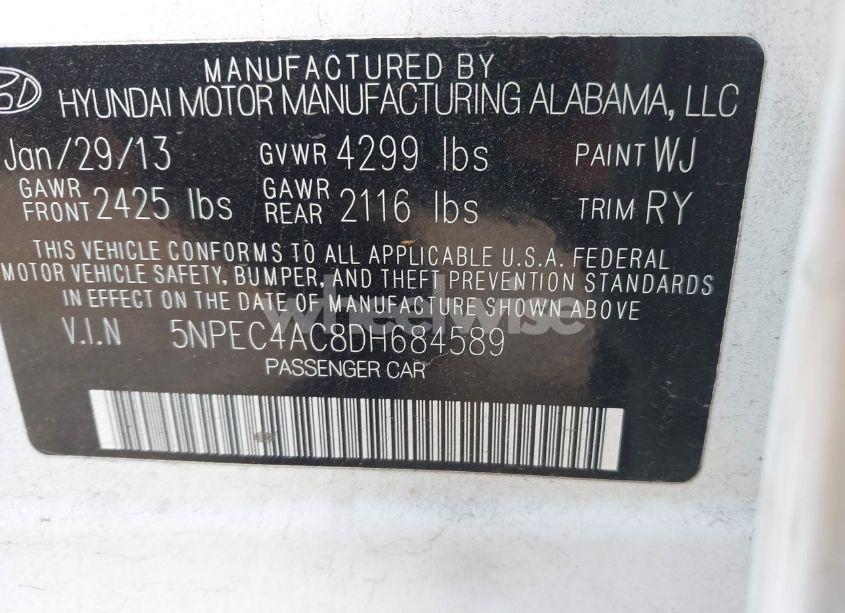 MANUFACTURED BY
HYUNDAI MOTOR MANUFACTURING ALABAMA, LLC
Jan/29/13 GVWR 4299 lbs PAINT WJ
GAWR FRONT 2425 lbs GAWR REAR 2116 lbs TRIM RY
THIS VEHICLE CONFORMS TO ALL APPLICABLE U.S.A. FEDERAL
MOTOR VEHICLE SAFETY, BUMPER, AND THEFT PREVENTION STANDARDS
IN EFFECT ON THE DATE OF MANUFACTURE SHOWN ABOVE
V.I.N 5NPEC4AC8DH684589
PASSENGER CAR
wheelwise